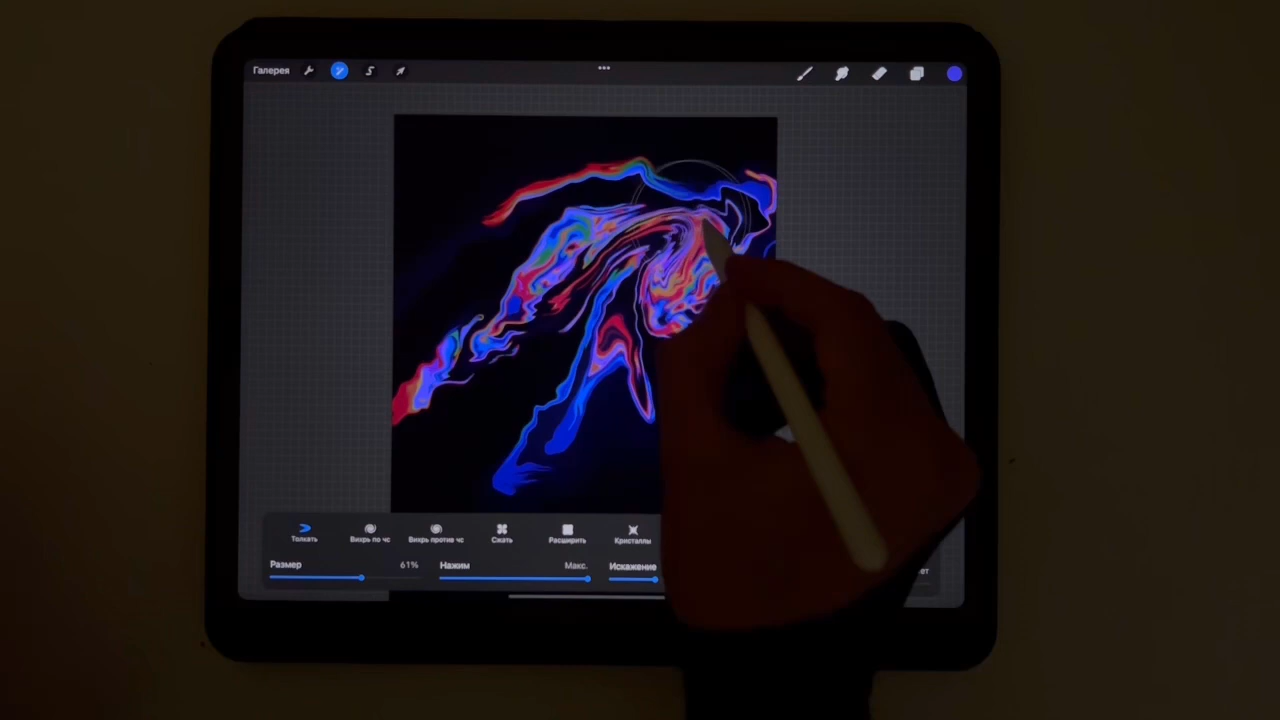 Галерея
Толкать Вихрь по чс Вихрь против чс Сжать Расширить Кристаллы
Размер 61% Нажим Макс. Искажение